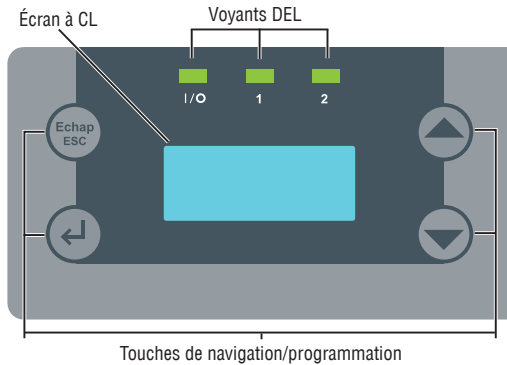 Écran à CL
Voyants DEL
I/O
1
2
Echap
ESC
Touches de navigation/programmation